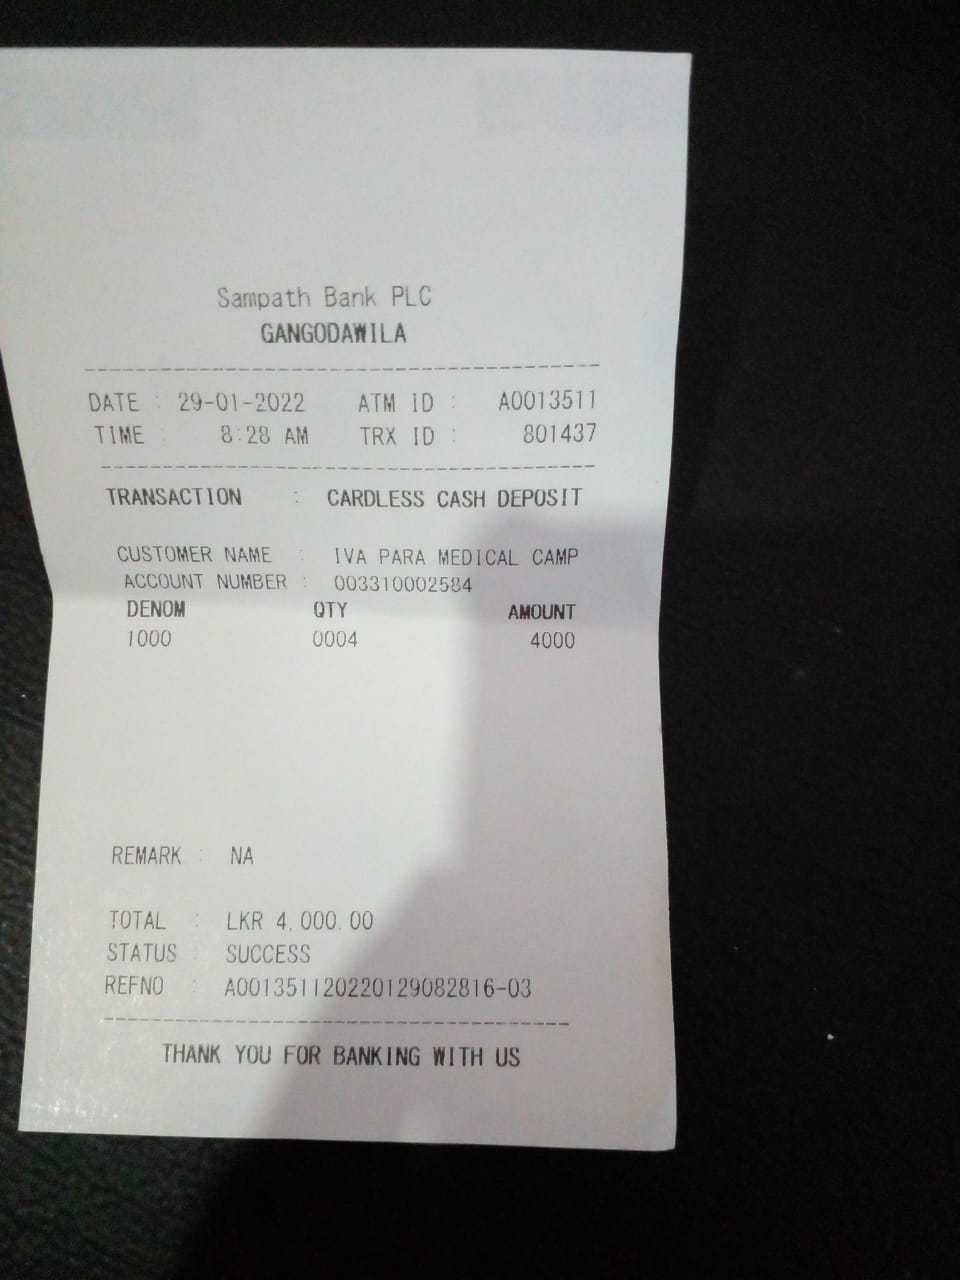 Sampath Bank PLC
GANGODAWILA
DATE : 29-01-2022 ATM ID : A0013511
TIME : 8:28 AM TRX ID : 801437
TRANSACTION : CARDLESS CASH DEPOSIT
CUSTOMER NAME : IVA PARA MEDICAL CAMP
ACCOUNT NUMBER : 003310002584
DENOM QTY AMOUNT
1000 0004 4000
REMARK : NA
TOTAL : LKR 4,000.00
STATUS : SUCCESS
REFNO : A001351120220129082816-03
THANK YOU FOR BANKING WITH US